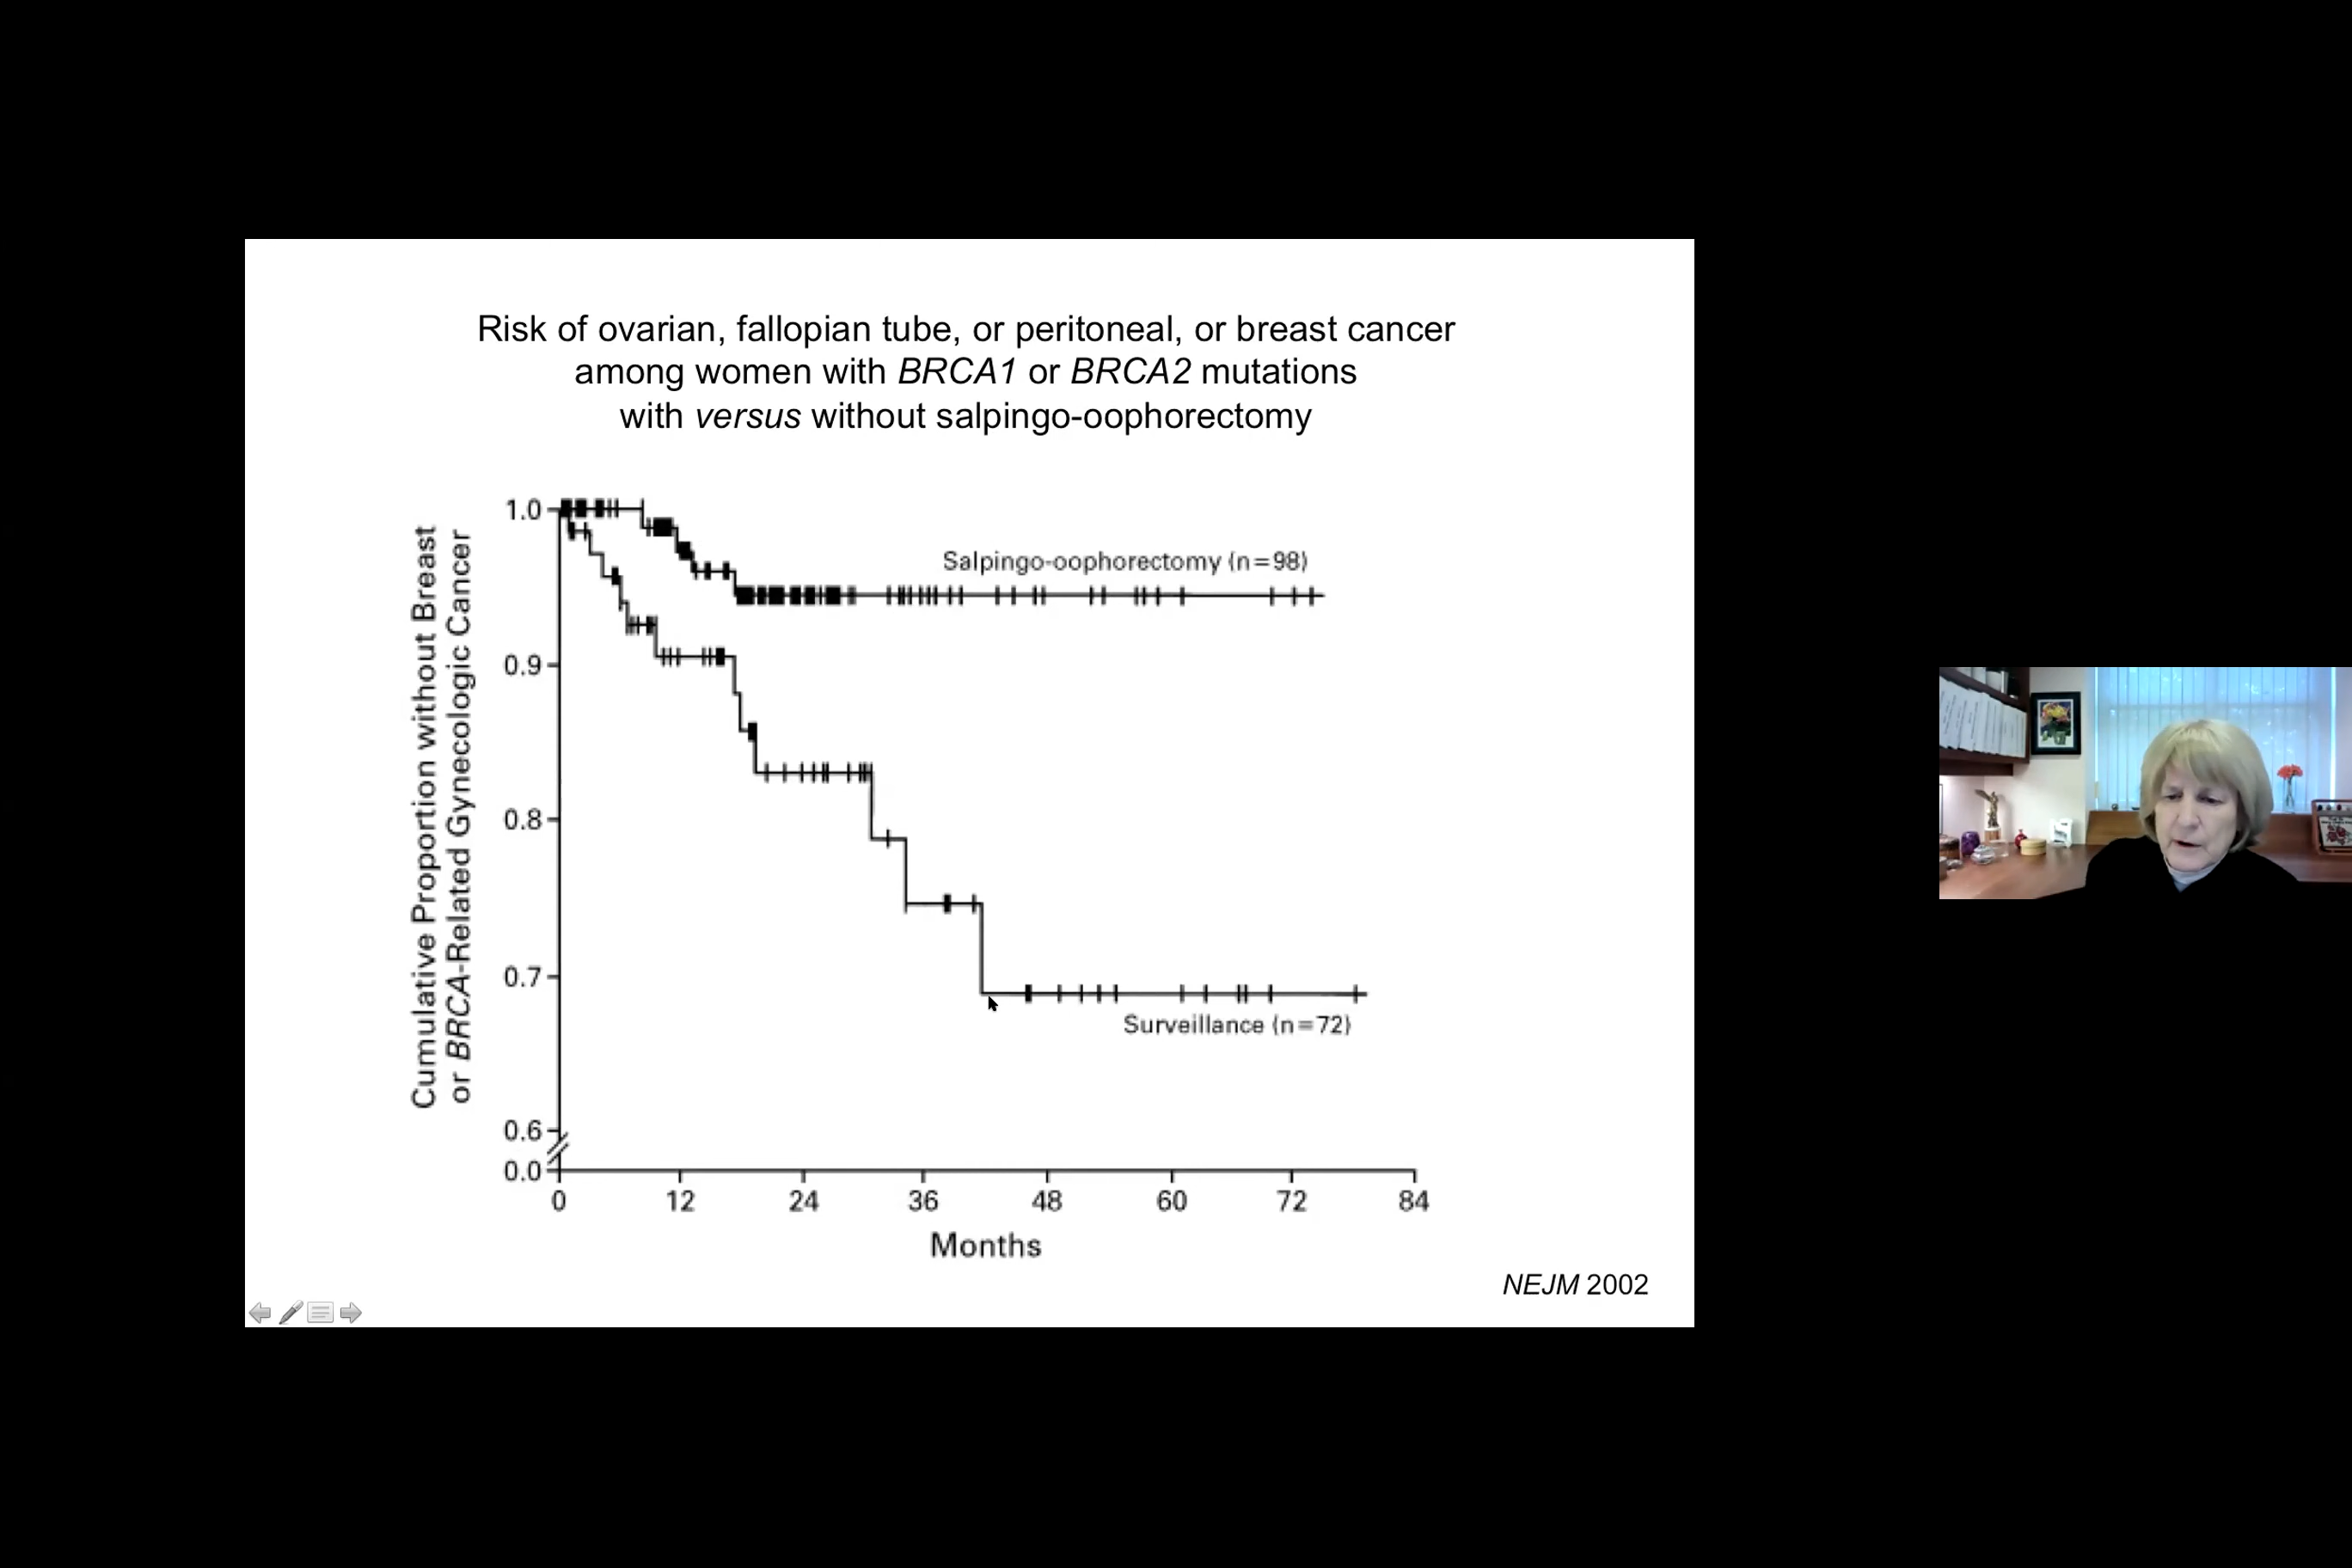 Risk of ovarian, fallopian tube, or peritoneal, or breast cancer
among women with BRCA1 or BRCA2 mutations
with versus without salpingo-oophorectomy
Cumulative Proportion without Breast
or BRCA-Related Gynecologic Cancer
1.0
0.9
0.8
0.7
0.6
0.0
Salpingo-oophorectomy (n=98)
Surveillance (n=72)
0 12 24 36 48 60 72 84
Months
NEJM 2002